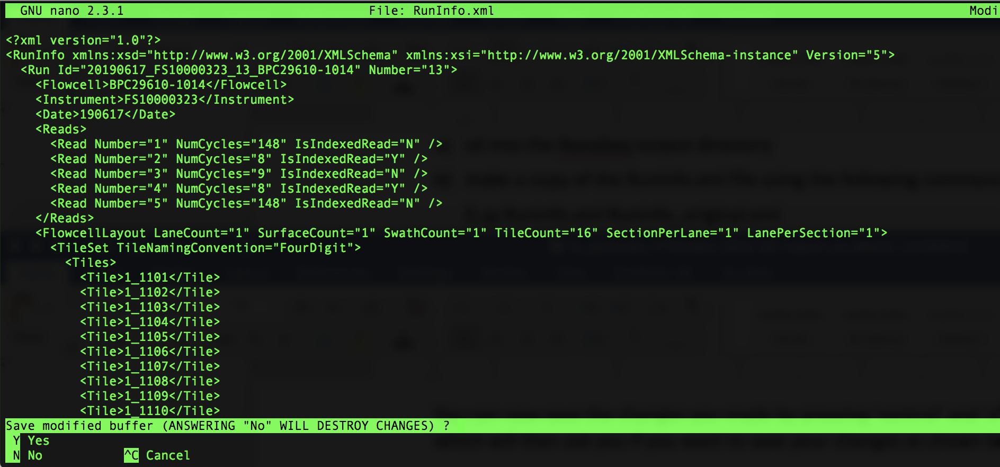 GNU nano 2.3.1 File: RunInfo.xml Modi
<?xml version="1.0"?>
<RunInfo xmlns:xsd="http://www.w3.org/2001/XMLSchema" xmlns:xsi="http://www.w3.org/2001/XMLSchema-instance" Version="5">
<Run Id="20190617_FS10000323_13_BPC29610-1014" Number="13">
<Flowcell>BPC29610-1014</Flowcell>
<Instrument>FS10000323</Instrument>
<Date>190617</Date>
<Reads>
<Read Number="1" NumCycles="148" IsIndexedRead="N" />
<Read Number="2" NumCycles="8" IsIndexedRead="Y" />
<Read Number="3" NumCycles="9" IsIndexedRead="N" />
<Read Number="4" NumCycles="8" IsIndexedRead="Y" />
<Read Number="5" NumCycles="148" IsIndexedRead="N" />
</Reads>
<FlowcellLayout LaneCount="1" SurfaceCount="1" SwathCount="1" TileCount="16" SectionPerLane="1" LanePerSection="1">
<TileSet TileNamingConvention="FourDigit">
<Tiles>
<Tile>1_1101</Tile>
<Tile>1_1102</Tile>
<Tile>1_1103</Tile>
<Tile>1_1104</Tile>
<Tile>1_1105</Tile>
<Tile>1_1106</Tile>
<Tile>1_1107</Tile>
<Tile>1_1108</Tile>
<Tile>1_1109</Tile>
<Tile>1_1110</Tile>
Save modified buffer (ANSWERING "No" WILL DESTROY CHANGES) ?
Y Yes
N No ^C Cancel